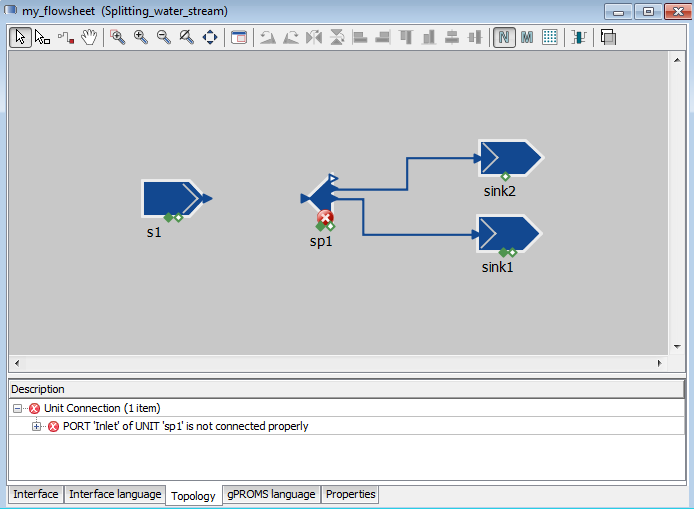 my_flowsheet (Splitting_water_stream)
N M
s1
sp1
sink2
sink1
Description
Unit Connection (1 item)
PORT 'Inlet' of UNIT 'sp1' is not connected properly
Interface Interface language Topology gPROMS language Properties